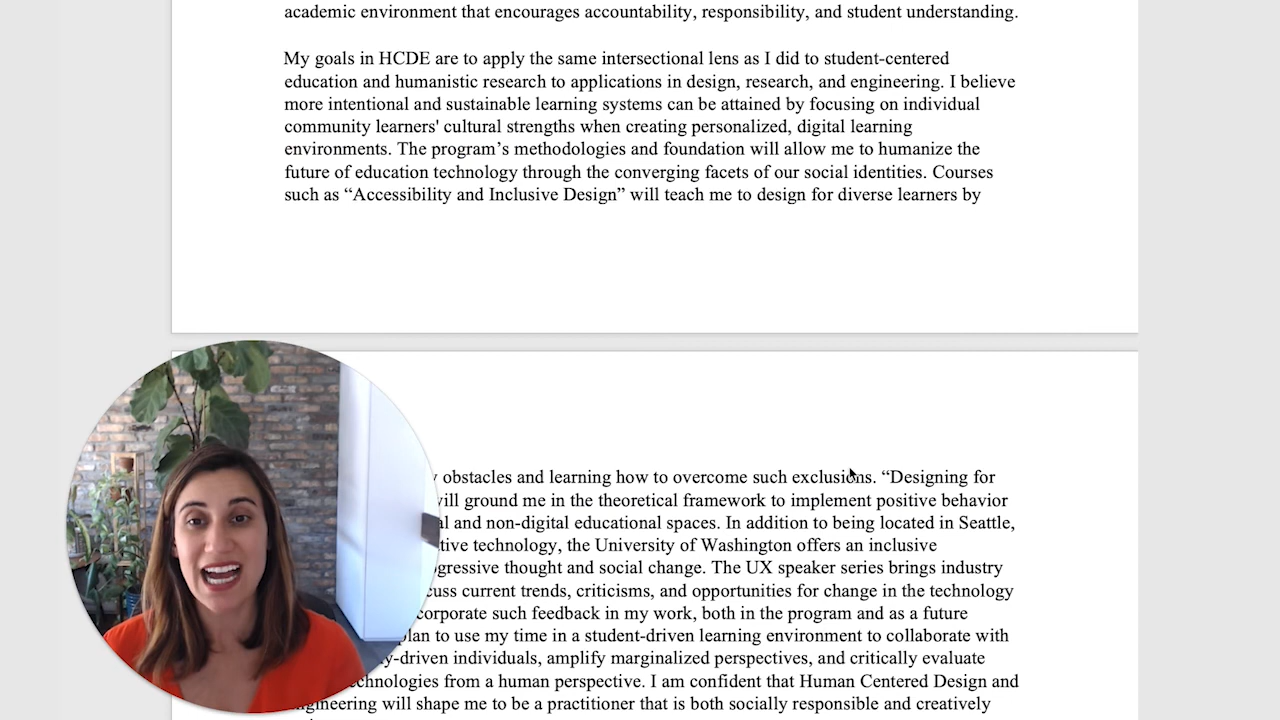 academic environment that encourages accountability, responsibility, and student understanding.
My goals in HCDE are to apply the same intersectional lens as I did to student-centered
education and humanistic research to applications in design, research, and engineering. I believe
more intentional and sustainable learning systems can be attained by focusing on individual
community learners' cultural strengths when creating personalized, digital learning
environments. The program’s methodologies and foundation will allow me to humanize the
future of education technology through the converging facets of our social identities. Courses
such as “Accessibility and Inclusive Design” will teach me to design for diverse learners by
obstacles and learning how to overcome such exclusions. “Designing for
will ground me in the theoretical framework to implement positive behavior
and non-digital educational spaces. In addition to being located in Seattle,
technology, the University of Washington offers an inclusive
thought and social change. The UX speaker series brings industry
current trends, criticisms, and opportunities for change in the technology
such feedback in my work, both in the program and as a future
plan to use my time in a student-driven learning environment to collaborate with
individuals, amplify marginalized perspectives, and critically evaluate
technologies from a human perspective. I am confident that Human Centered Design and
engineering will shape me to be a practitioner that is both socially responsible and creatively